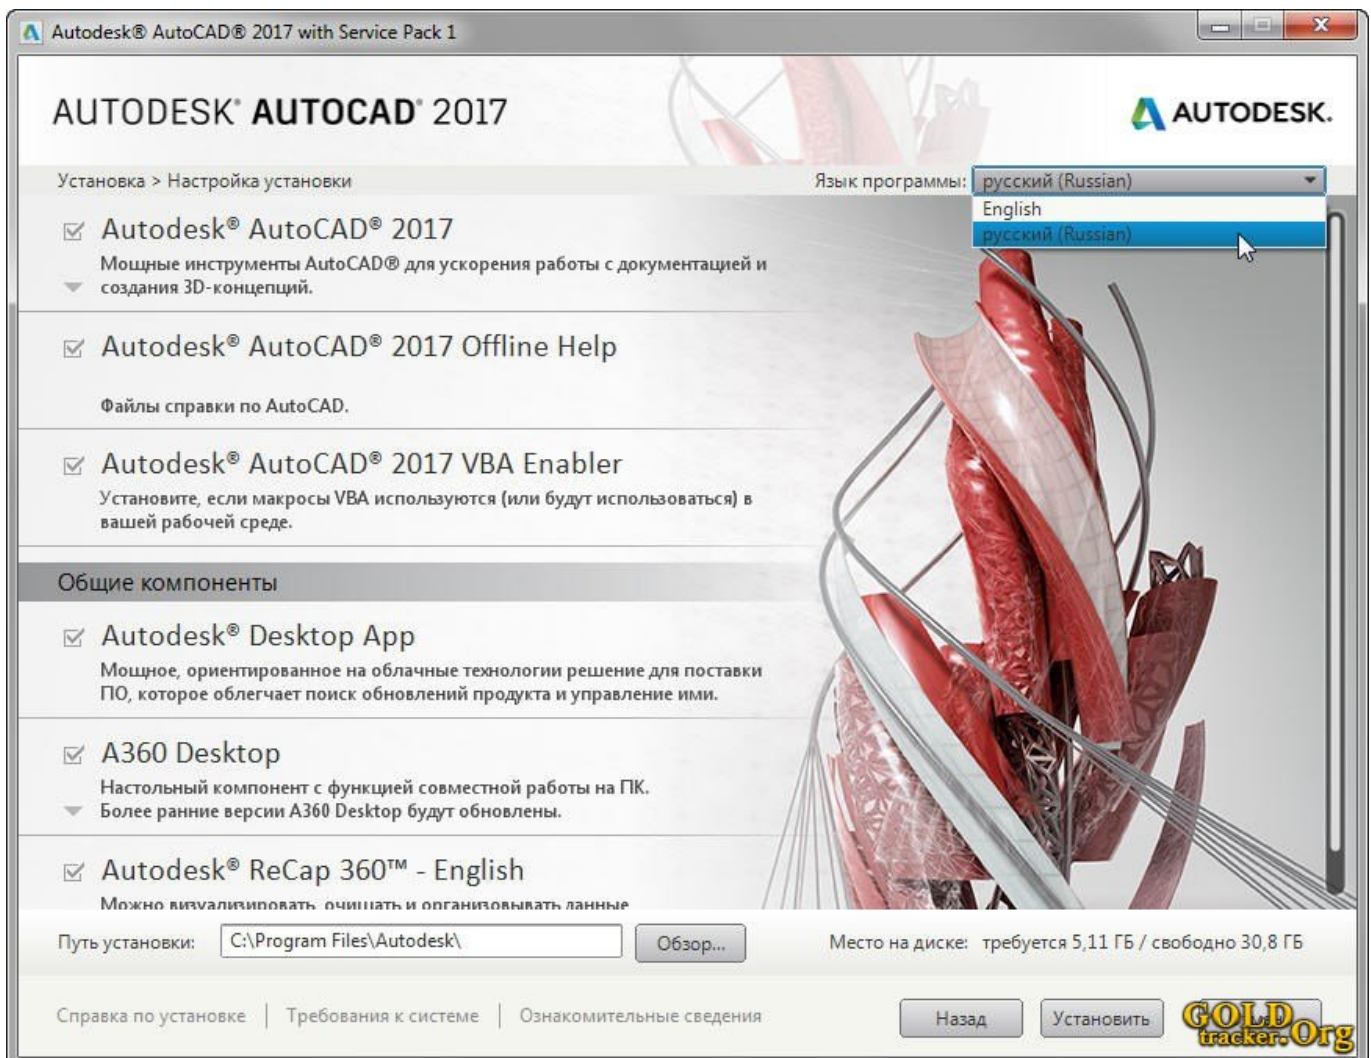 Autodesk® AutoCAD® 2017 with Service Pack 1
AUTODESK® AUTOCAD® 2017
AUTODESK.
Установка > Настройка установки
Язык программы: русский (Russian)
English
русский (Russian)
Autodesk® AutoCAD® 2017
Мощные инструменты AutoCAD® для ускорения работы с документацией и
создания 3D-концепций.
Autodesk® AutoCAD® 2017 Offline Help
Файлы справки по AutoCAD.
Autodesk® AutoCAD® 2017 VBA Enabler
Установите, если макросы VBA используются (или будут использоваться) в
вашей рабочей среде.
Общие компоненты
Autodesk® Desktop App
Мощное, ориентированное на облачные технологии решение для поставки
ПО, которое облегчает поиск обновлений продукта и управление ими.
A360 Desktop
Настольный компонент с функцией совместной работы на ПК.
Более ранние версии A360 Desktop будут обновлены.
Autodesk® ReCap 360™ - English
Можно визуализировать, очищать и организовывать данные
Путь установки: C:\Program Files\Autodesk\ Обзор... Место на диске: требуется 5,11 ГБ / свободно 30,8 ГБ
Справка по установке | Требования к системе | Ознакомительные сведения
Назад
Установить
GOLD
tracker.Org